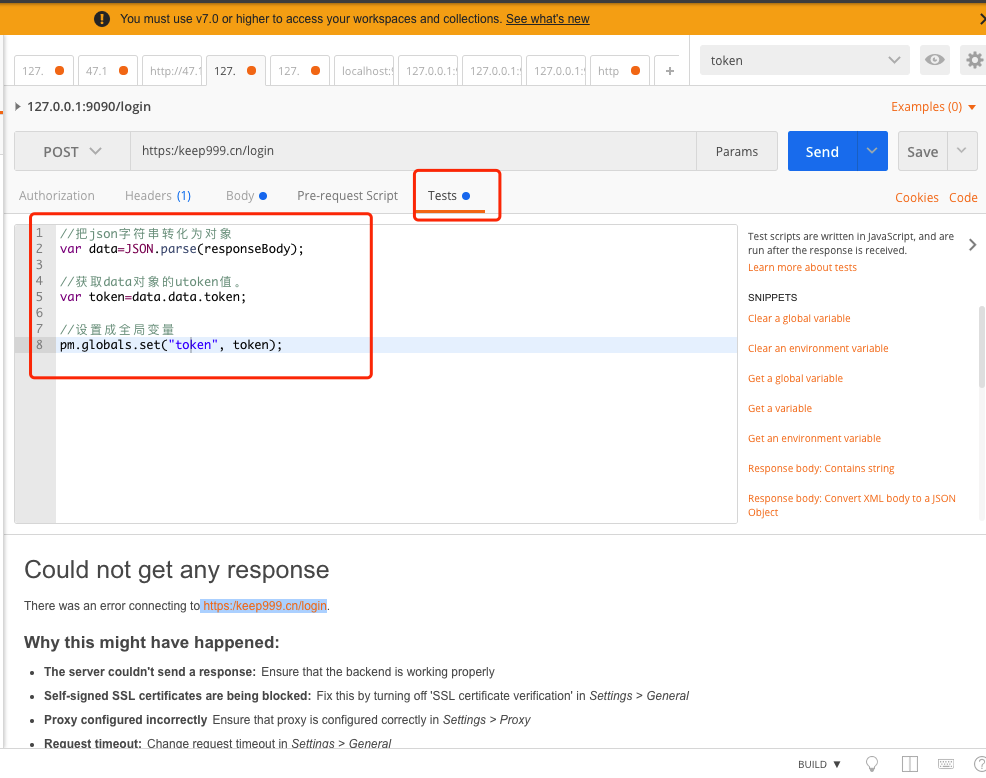 You must use v7.0 or higher to access your workspaces and collections. See what's new
127. 47.1 http://47.1 127. 127. localhost:9 127.0.0.1:9 127.0.0.1:9 127.0.0.1:9 http +
token
127.0.0.1:9090/login
Examples (0)
POST https:/keep999.cn/login Params Send Save
Authorization Headers (1) Body Pre-request Script Tests Cookies Code
1 //把json字符串转化为对象
2 var data=JSON.parse(responseBody);
3
4 //获取data对象的utoken值。
5 var token=data.data.token;
6
7 //设置成全局变量
8 pm.globals.set("token", token);
Test scripts are written in JavaScript, and are
run after the response is received.
Learn more about tests
SNIPPETS
Clear a global variable
Clear an environment variable
Get a global variable
Get a variable
Get an environment variable
Response body: Contains string
Response body: Convert XML body to a JSON
Object
Could not get any response
There was an error connecting to https:/keep999.cn/login.
Why this might have happened:
• The server couldn't send a response: Ensure that the backend is working properly
• Self-signed SSL certificates are being blocked: Fix this by turning off 'SSL certificate verification' in Settings > General
• Proxy configured incorrectly Ensure that proxy is configured correctly in Settings > Proxy
• Request timeout: Change request timeout in Settings > General
BUILD